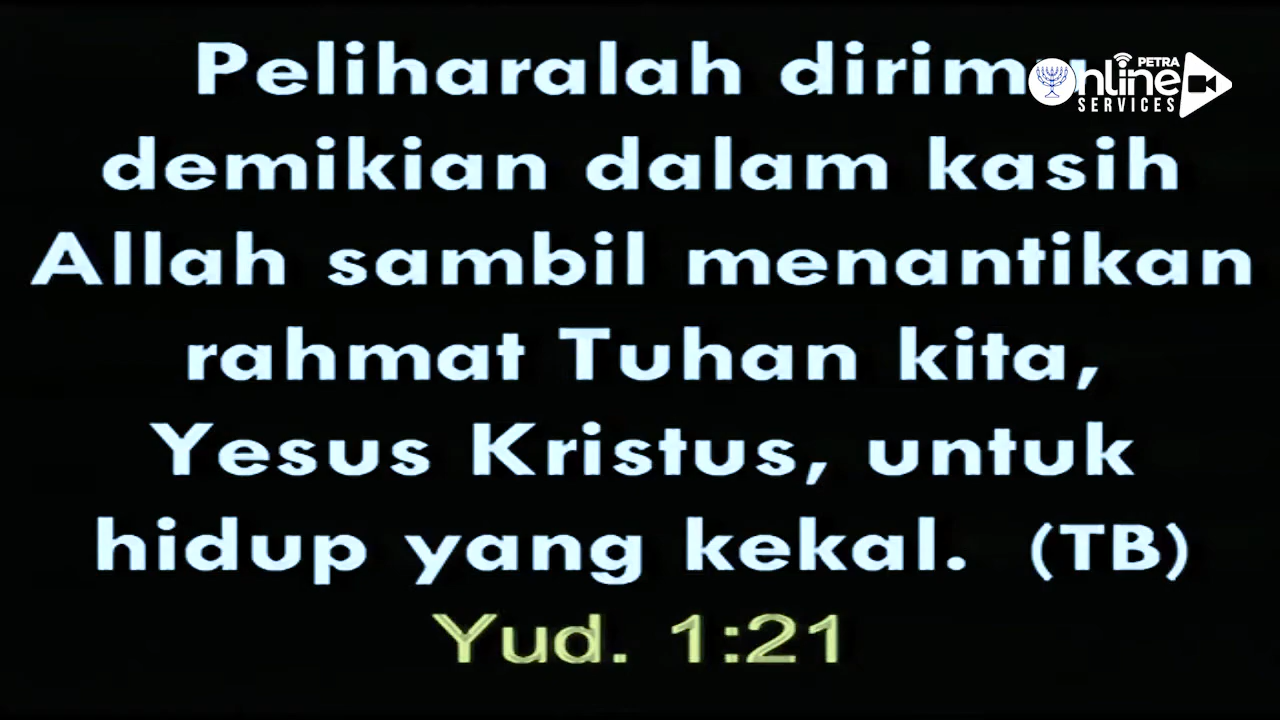 Peliharalah dirimu
demikian dalam kasih
Allah sambil menantikan
rahmat Tuhan kita,
Yesus Kristus, untuk
hidup yang kekal. (TB)
Yud. 1:21
PETRA
Online
SERVICES